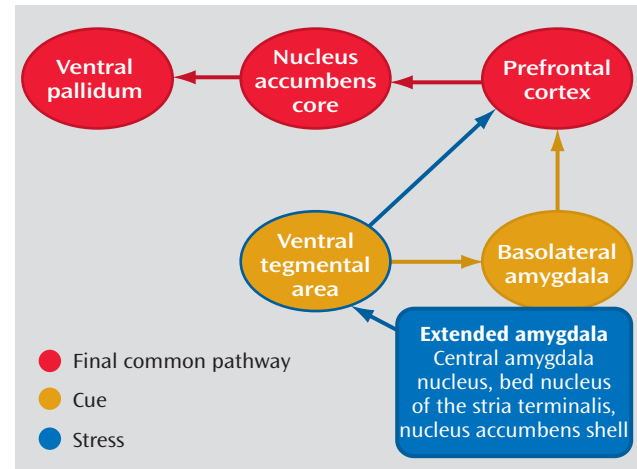 Ventral
pallidum
Nucleus
accumbens
core
Prefrontal
cortex
Ventral
tegmental
area
Basolateral
amygdala
Extended amygdala
Central amygdala
nucleus, bed nucleus
of the stria terminalis,
nucleus accumbens shell
Final common pathway
Cue
Stress